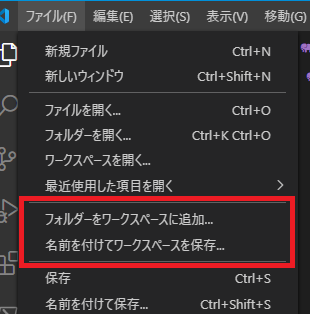 ファイル(F) 編集(E) 選択(S) 表示(V) 移動(G)
新規ファイル Ctrl+N
新しいウィンドウ Ctrl+Shift+N
ファイルを開く... Ctrl+O
フォルダーを開く... Ctrl+K Ctrl+O
ワークスペースを開く...
最近使用した項目を開く
フォルダーをワークスペースに追加...
名前を付けてワークスペースを保存...
保存 Ctrl+S
名前を付けて保存... Ctrl+Shift+S